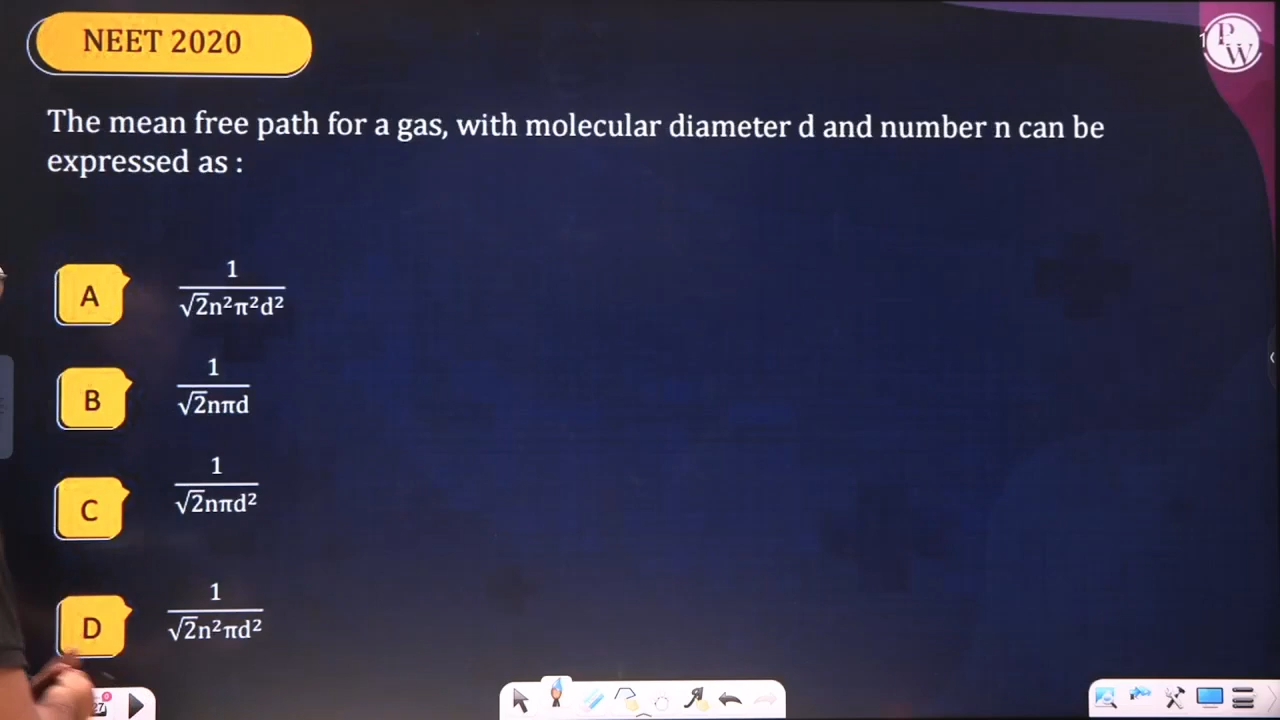 NEET 2020
PW
The mean free path for a gas, with molecular diameter d and number n can be
expressed as :
A 1/√2n²π²d²
B 1/√2nπd
C 1/√2nπd²
D 1/√2n²πd²